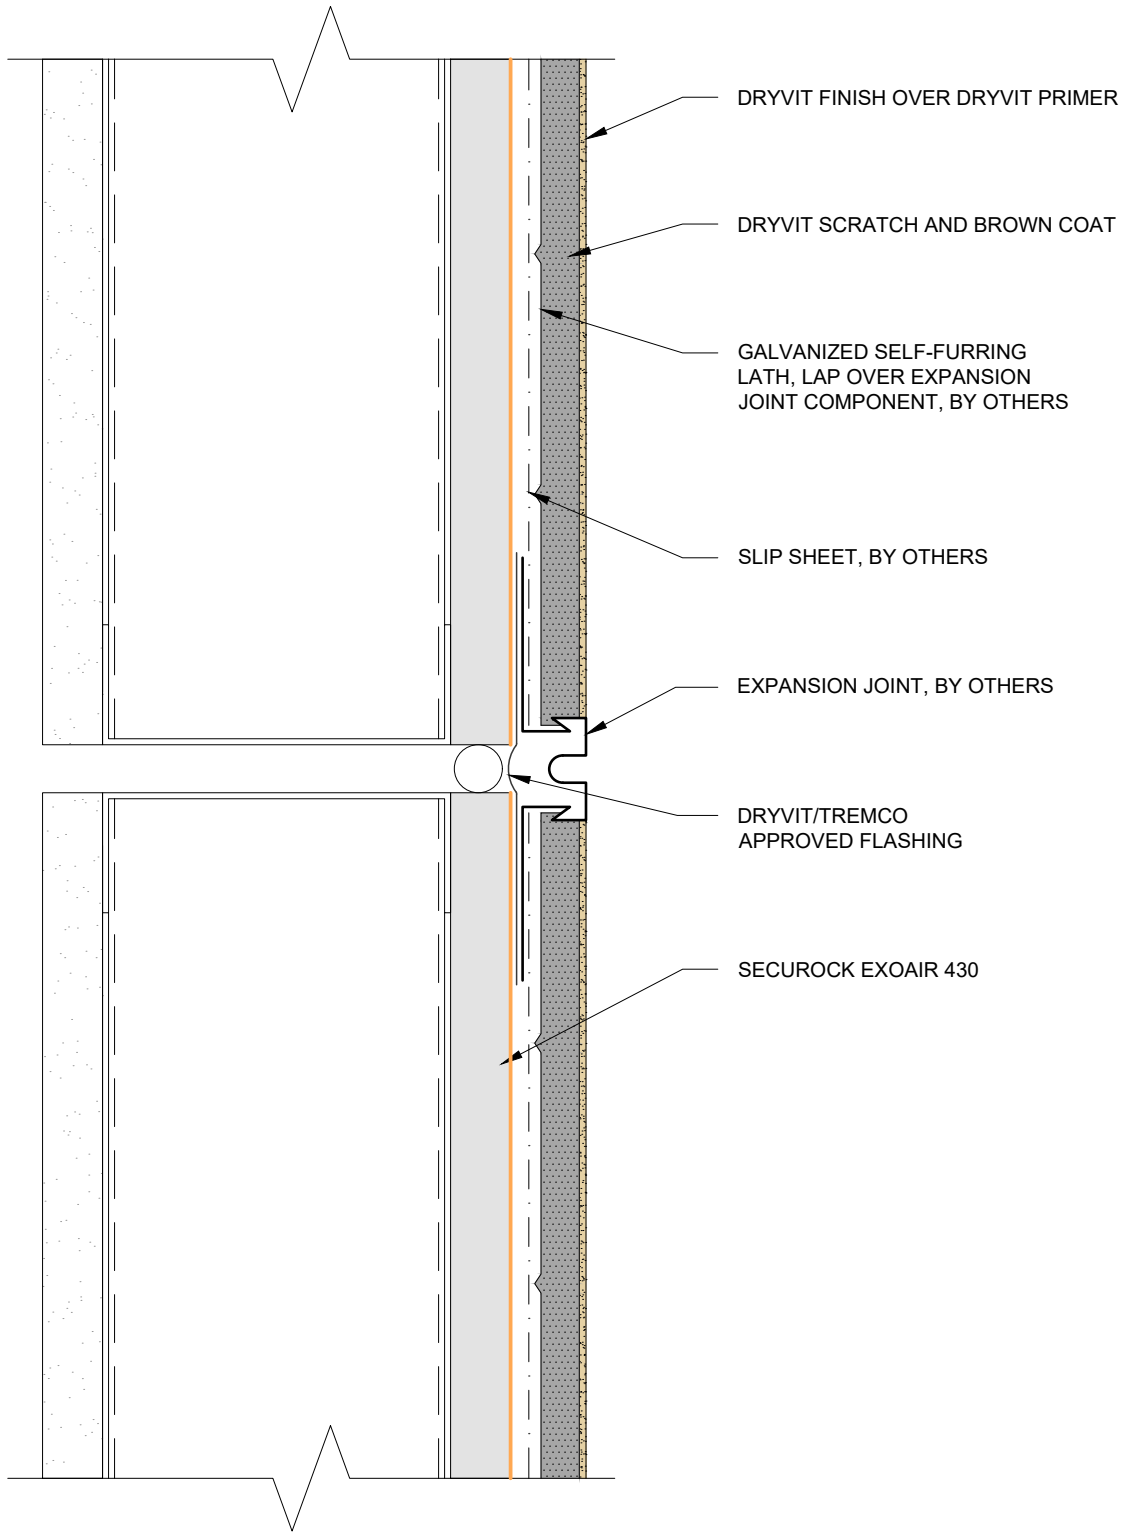 DRYVIT FINISH OVER DRYVIT PRIMER
DRYVIT SCRATCH AND BROWN COAT
GALVANIZED SELF-FURRING
LATH, LAP OVER EXPANSION
JOINT COMPONENT, BY OTHERS
SLIP SHEET, BY OTHERS
EXPANSION JOINT, BY OTHERS
DRYVIT/TREMCO
APPROVED FLASHING
SECUROCK EXOAIR 430